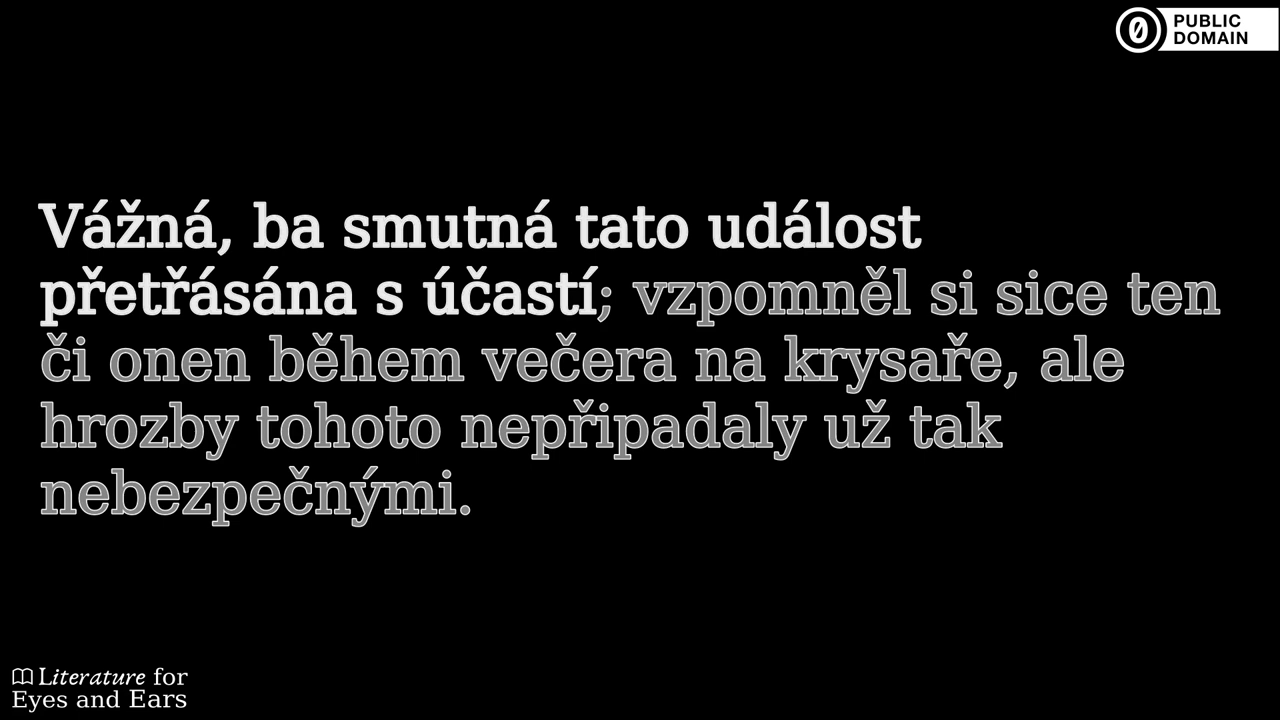 PUBLIC
DOMAIN
Vážná, ba smutná tato událost
přetřásána s účastí; vzpomněl si sice ten
či onen během večera na krysaře, ale
hrozby tohoto nepřipadaly už tak
nebezpečnými.
Literature for
Eyes and Ears